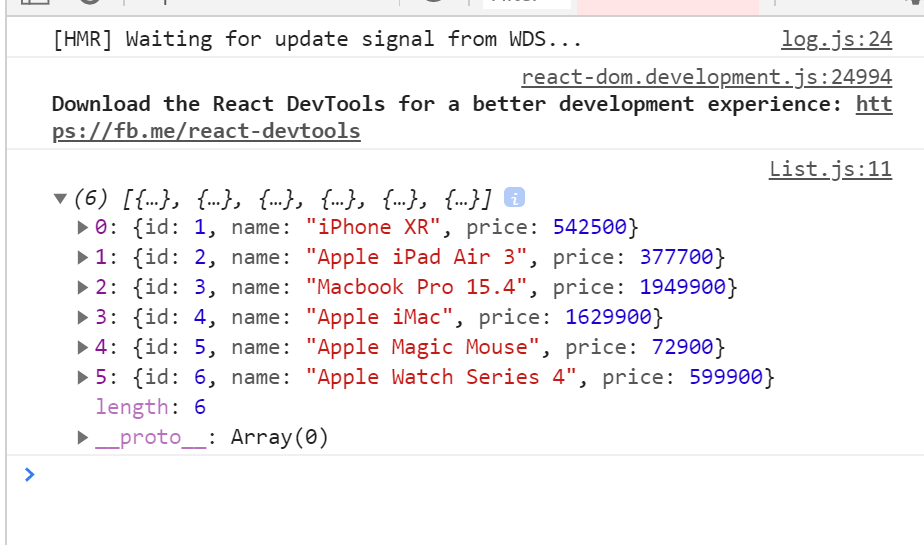 [HMR] Waiting for update signal from WDS... log.js:24
react-dom.development.js:24994
Download the React DevTools for a better development experience: htt
ps://fb.me/react-devtools
List.js:11
(6) [{…}, {…}, {…}, {…}, {…}, {…}] i
0: {id: 1, name: "iPhone XR", price: 542500}
1: {id: 2, name: "Apple iPad Air 3", price: 377700}
2: {id: 3, name: "Macbook Pro 15.4", price: 1949900}
3: {id: 4, name: "Apple iMac", price: 1629900}
4: {id: 5, name: "Apple Magic Mouse", price: 72900}
5: {id: 6, name: "Apple Watch Series 4", price: 599900}
length: 6
__proto__: Array(0)